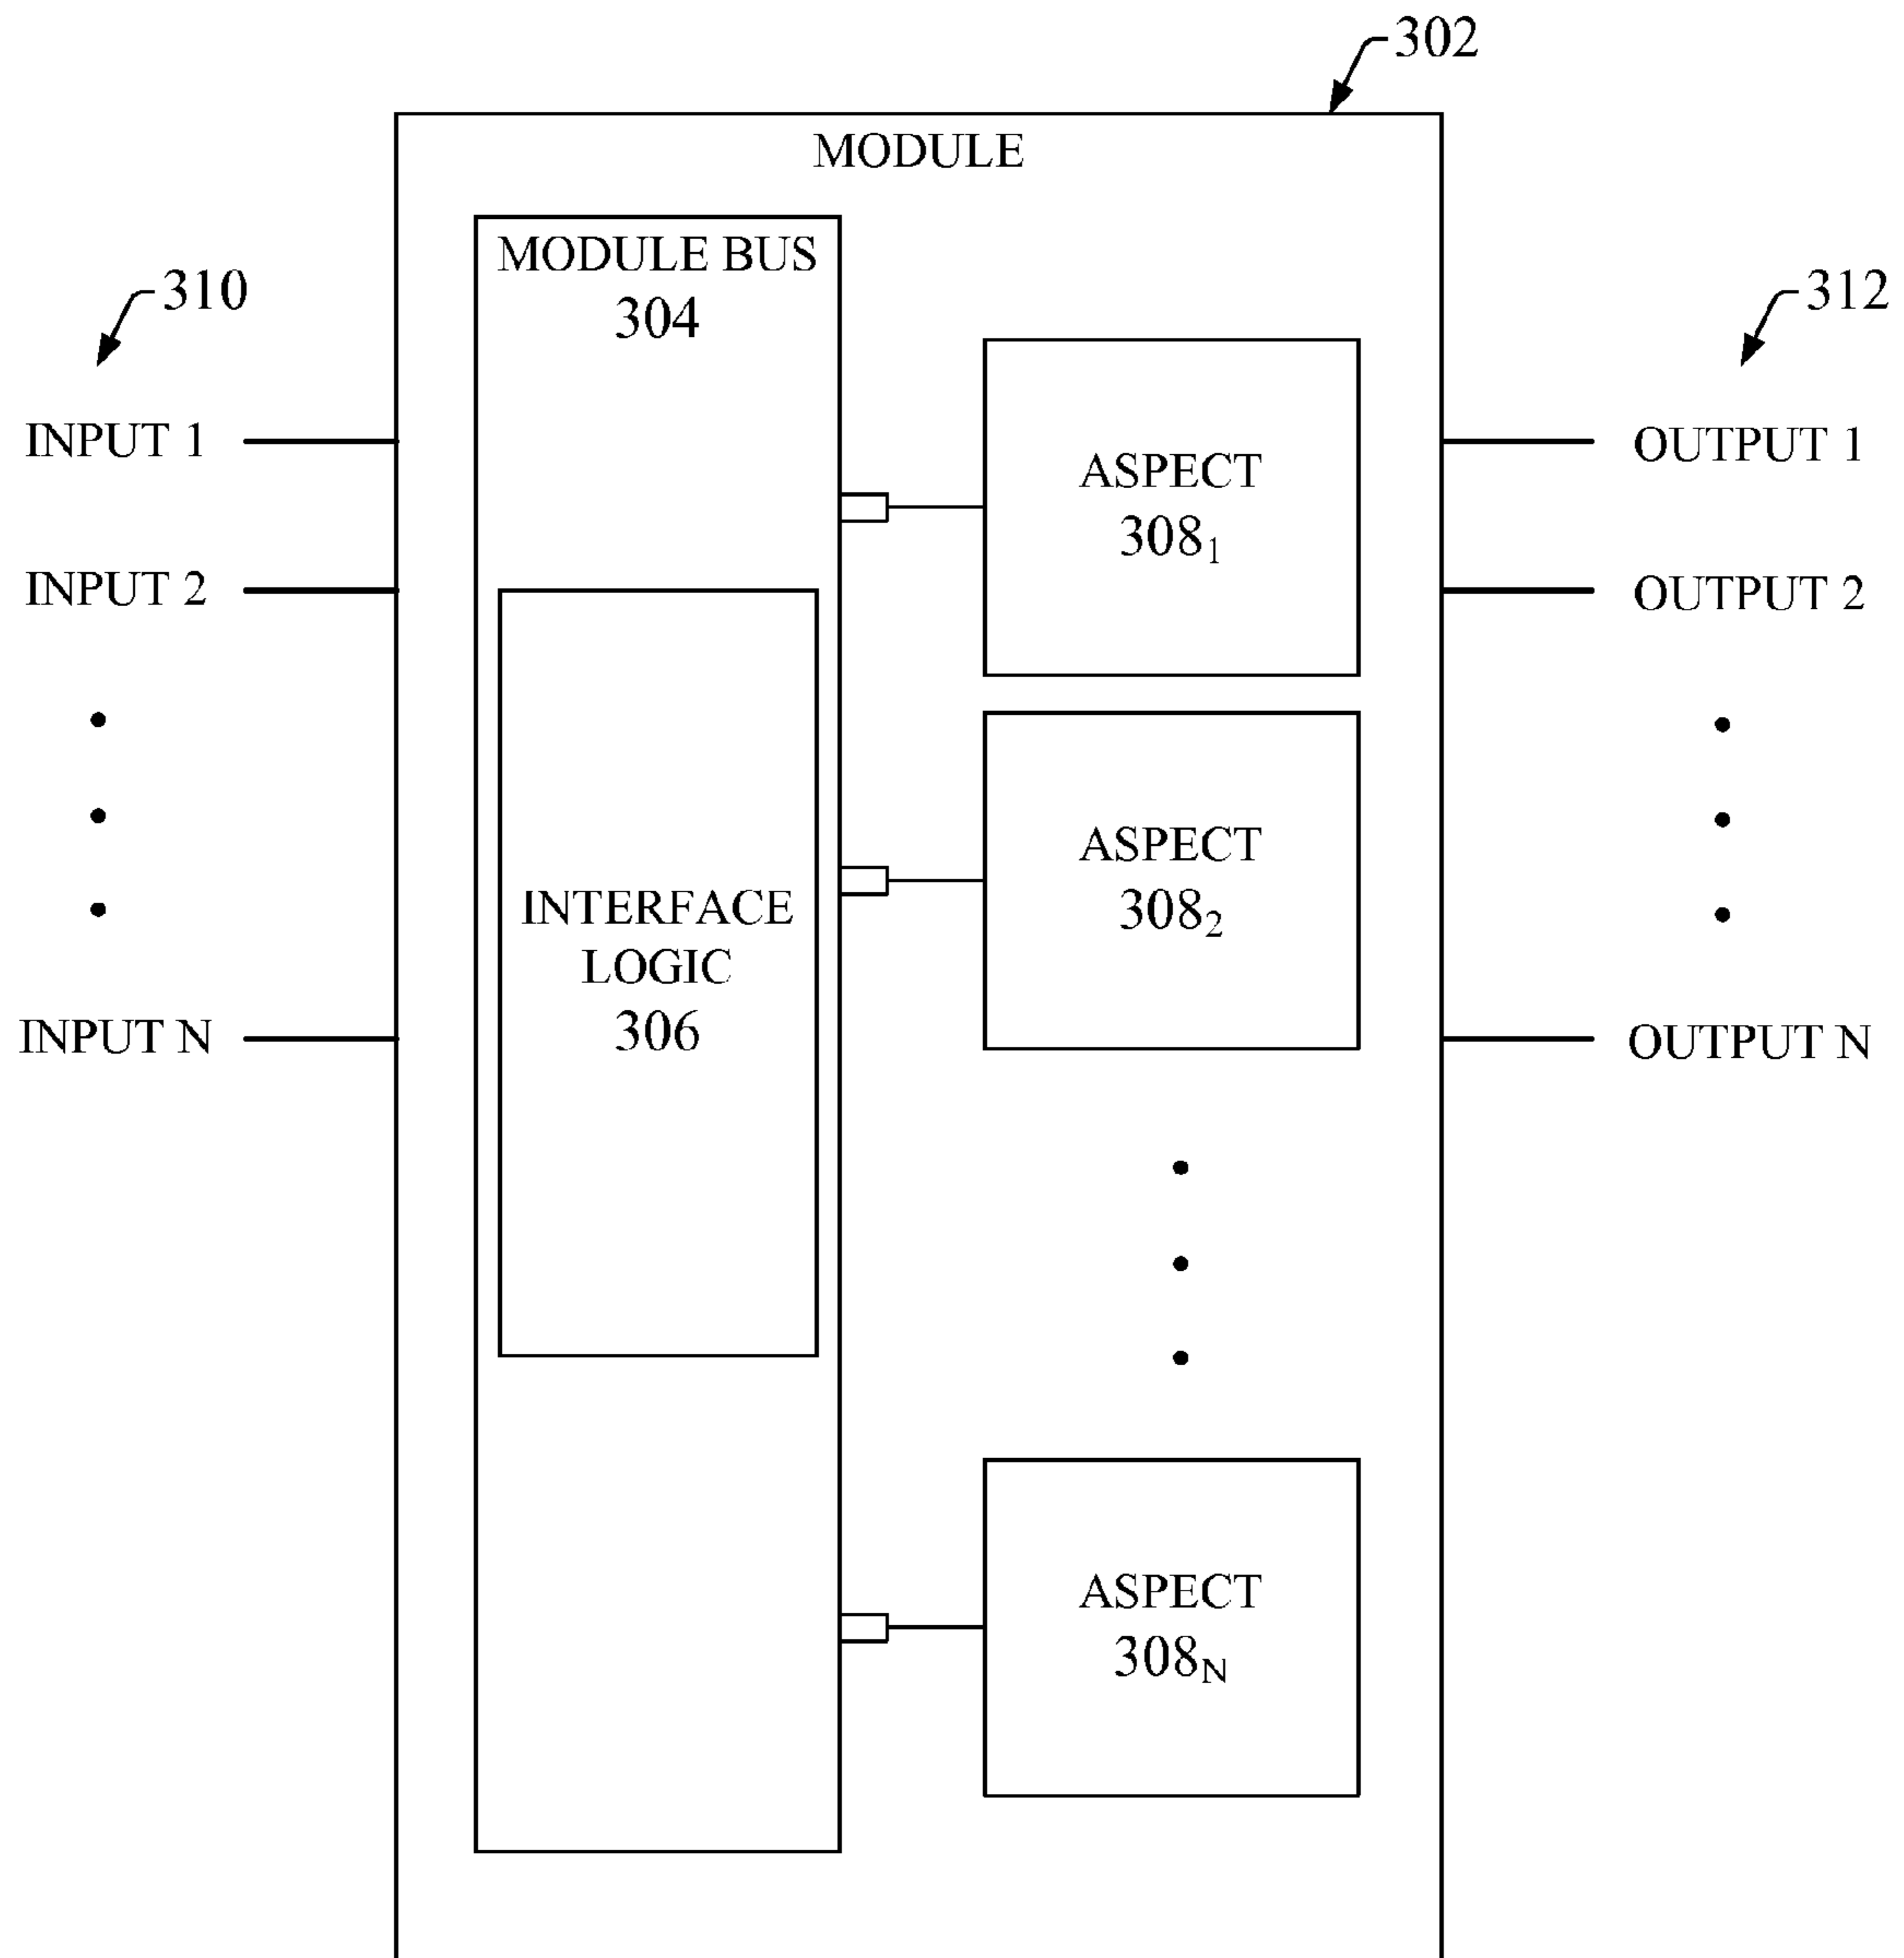 302
MODULE
MODULE BUS
304
310
312
INPUT 1
ASPECT
308₁
OUTPUT 1
INPUT 2
OUTPUT 2
INTERFACE
LOGIC
306
ASPECT
308₂
INPUT N
OUTPUT N
ASPECT
308N